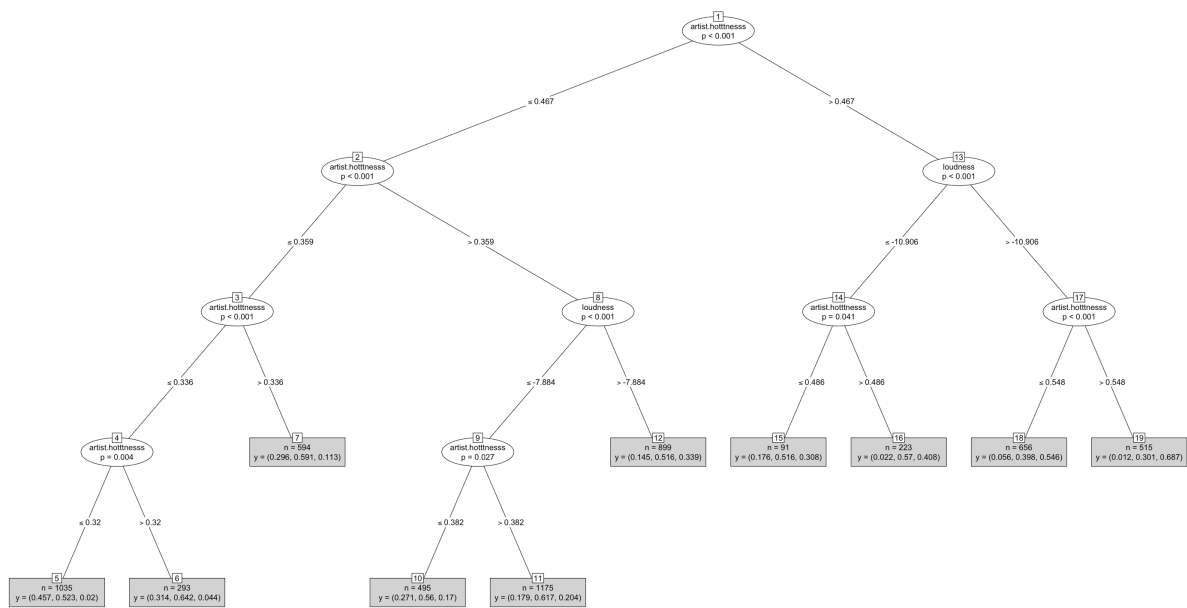 1
artist.hotttnesss
p < 0.001
≤ 0.467
> 0.467
2
artist.hotttnesss
p < 0.001
13
loudness
p < 0.001
≤ 0.359
> 0.359
≤ -10.906
> -10.906
3
artist.hotttnesss
p < 0.001
8
loudness
p < 0.001
14
artist.hotttnesss
p = 0.041
17
artist.hotttnesss
p < 0.001
≤ 0.336
> 0.336
≤ -7.884
> -7.884
≤ 0.486
> 0.486
≤ 0.548
> 0.548
4
artist.hotttnesss
p = 0.004
7
n = 594
y = (0.296, 0.591, 0.113)
9
artist.hotttnesss
p = 0.027
12
n = 899
y = (0.145, 0.516, 0.339)
15
n = 91
y = (0.176, 0.516, 0.308)
16
n = 223
y = (0.022, 0.57, 0.408)
18
n = 656
y = (0.056, 0.398, 0.546)
19
n = 515
y = (0.012, 0.301, 0.687)
≤ 0.32
> 0.32
≤ 0.382
> 0.382
5
n = 1035
y = (0.457, 0.523, 0.02)
6
n = 293
y = (0.314, 0.642, 0.044)
10
n = 495
y = (0.271, 0.56, 0.17)
11
n = 1175
y = (0.179, 0.617, 0.204)